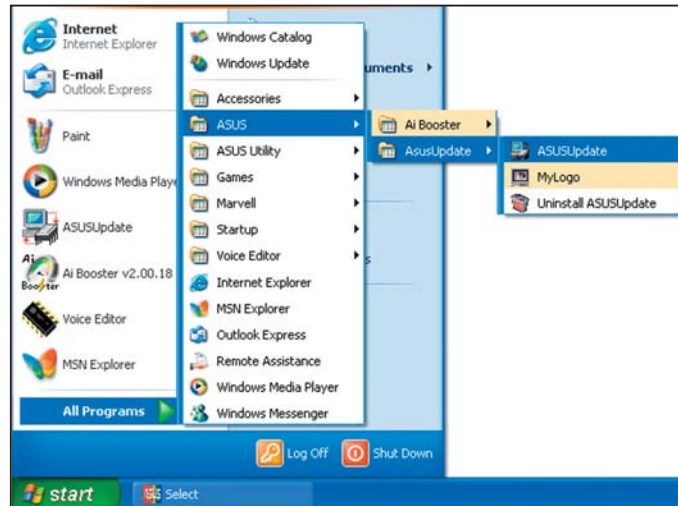 Internet
Internet Explorer
E-mail
Outlook Express
Paint
Windows Media Playe
ASUSUpdate
Ai Booster v2.00.18
Voice Editor
MSN Explorer
All Programs
Windows Catalog
Windows Update
Accessories
ASUS
ASUS Utility
Games
Marvell
Startup
Voice Editor
Internet Explorer
MSN Explorer
Outlook Express
Remote Assistance
Windows Media Player
Windows Messenger
uments
s
Ai Booster
AsusUpdate
ASUSUpdate
MyLogo
Uninstall ASUSUpdate
Log Off
Shut Down
start
Select